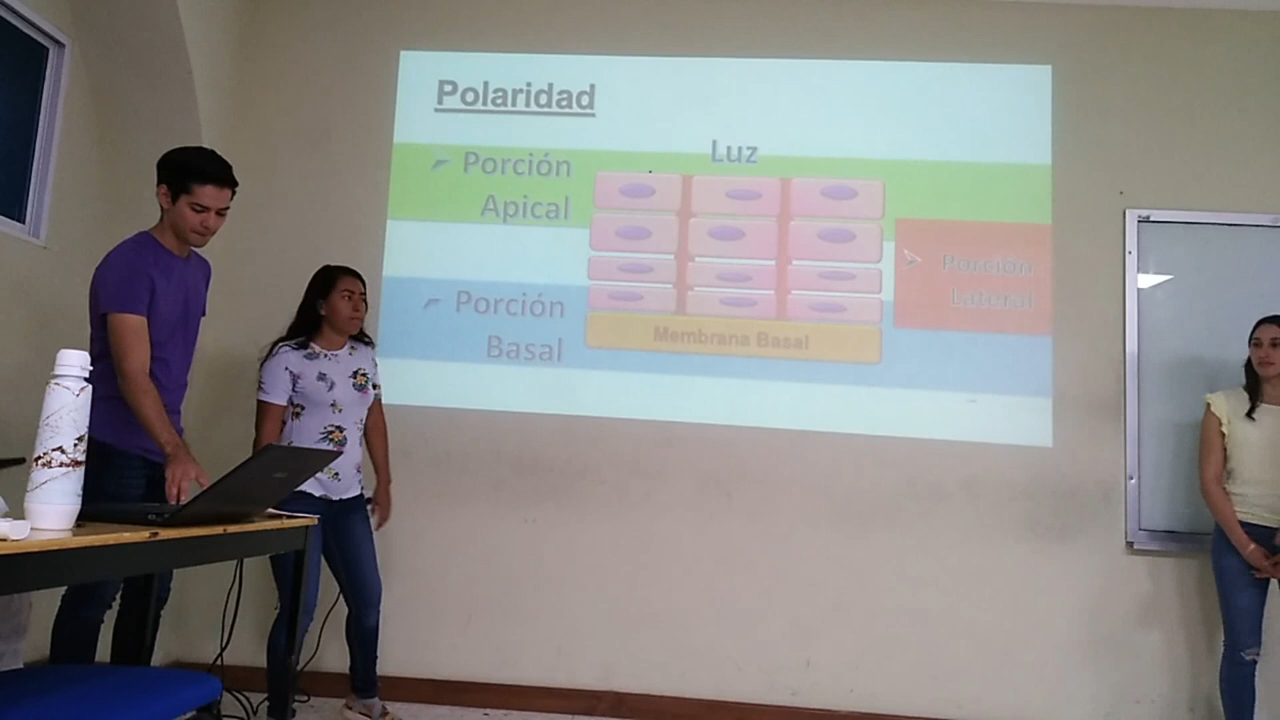 Polaridad
Luz
Porción
Apical
Porción
Lateral
Porción
Basal
Membrana Basal